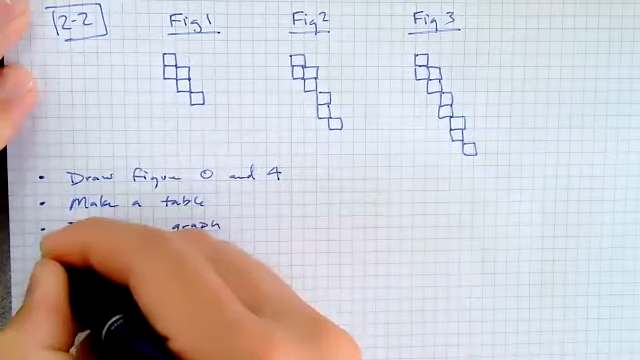 2-2
Fig 1
Fig 2
Fig 3
• Draw figure 0 and 4
• Make a table
• graph